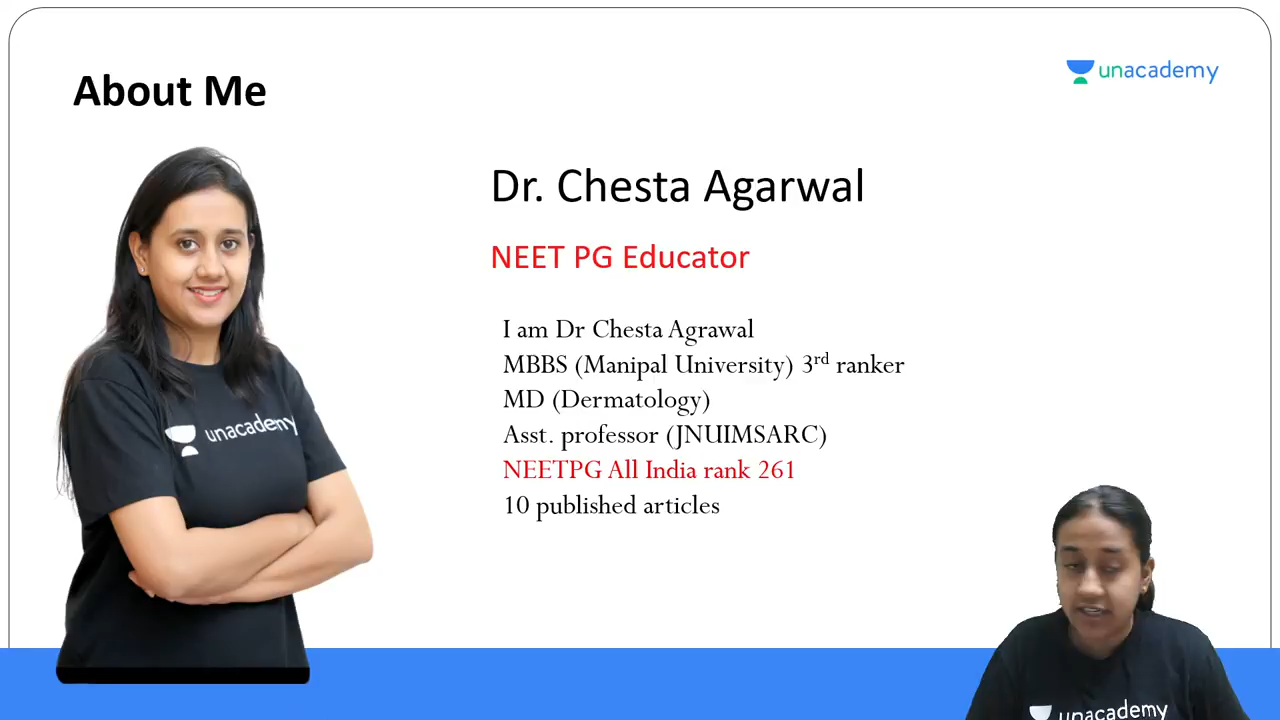 About Me
unacademy
Dr. Chesta Agarwal
NEET PG Educator
I am Dr Chesta Agrawal
MBBS (Manipal University) 3rd ranker
MD (Dermatology)
Asst. professor (JNUIMSARC)
NEETPG All India rank 261
10 published articles
unacademy
unacademy